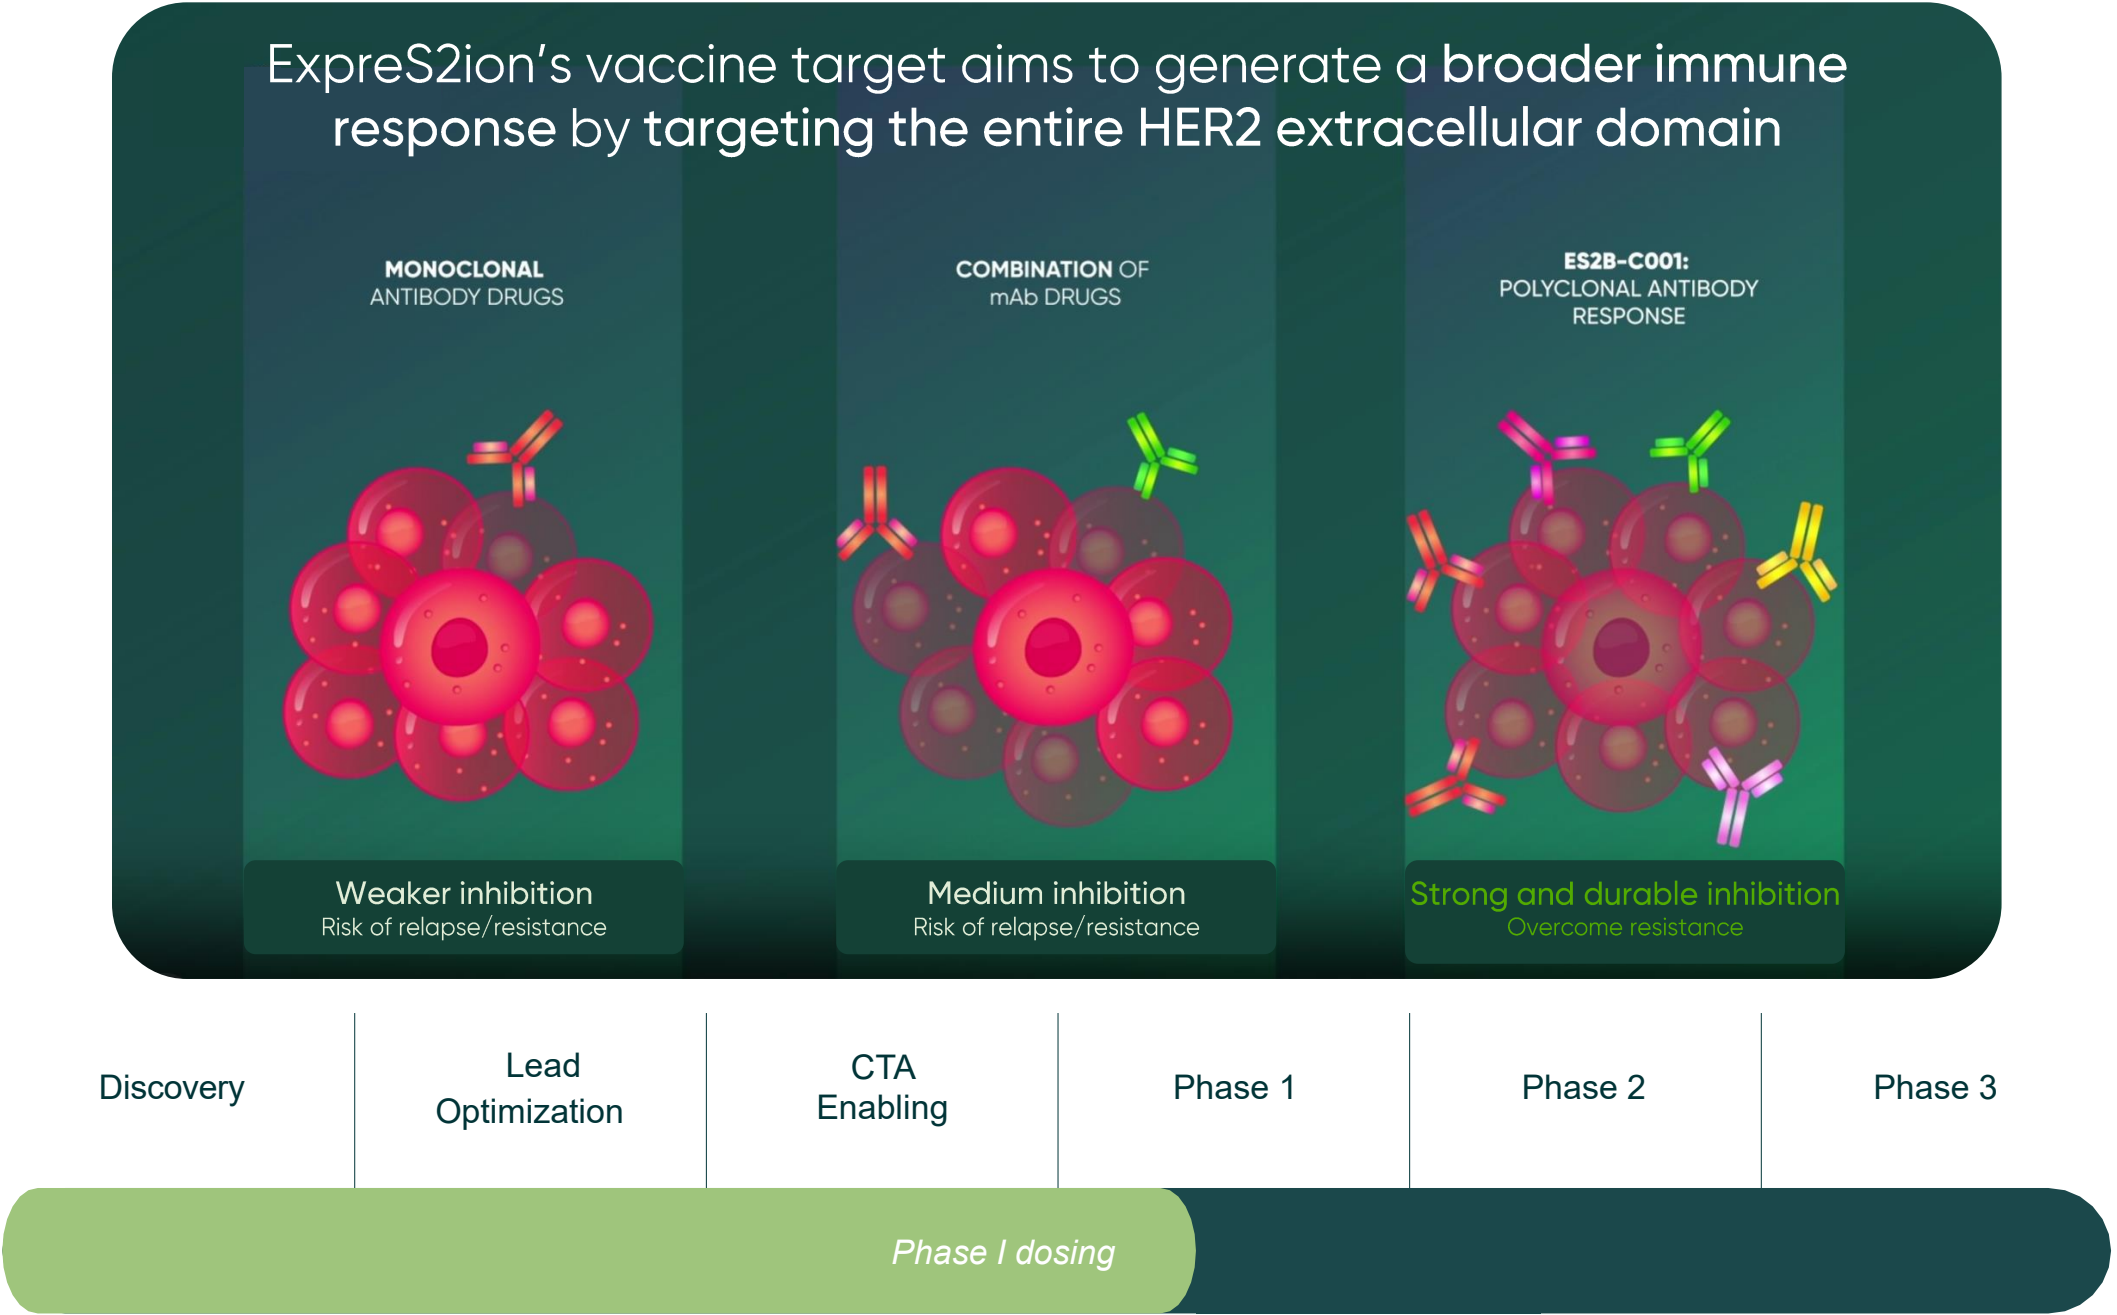 ExpreS2ion's vaccine target aims to generate a broader immune
response by targeting the entire HER2 extracellular domain
MONOCLONAL
ANTIBODY DRUGS
Weaker inhibition
Risk of relapse/resistance
COMBINATION OF
mAb DRUGS
Medium inhibition
Risk of relapse/resistance
ES2B-C001:
POLYCLONAL ANTIBODY
RESPONSE
Strong and durable inhibition
Overcome resistance
Discovery
Lead
Optimization
CTA
Enabling
Phase 1
Phase 2
Phase 3
Phase I dosing